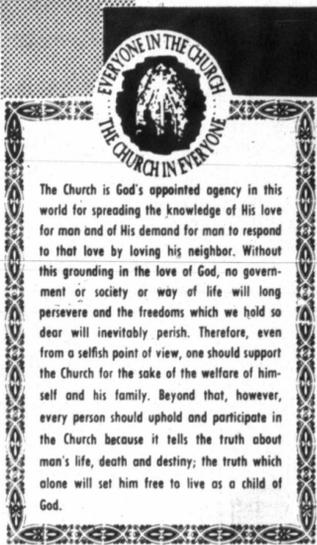 EVERYONE IN THE CHURCH
THE CHURCH IN EVERYONE
The Church is God's appointed agency in this
world for spreading the knowledge of His love
for man and of His demand for man to respond
to that love by loving his neighbor. Without
this grounding in the love of God, no govern-
ment or society or way of life will long
persevere and the freedoms which we hold so
dear will inevitably perish. Therefore, even
from a selfish point of view, one should support
the Church for the sake of the welfare of him-
self and his family. Beyond that, however,
every person should uphold and participate in
the Church because it tells the truth about
man's life, death and destiny; the truth which
alone will set him free to live as a child of
God.